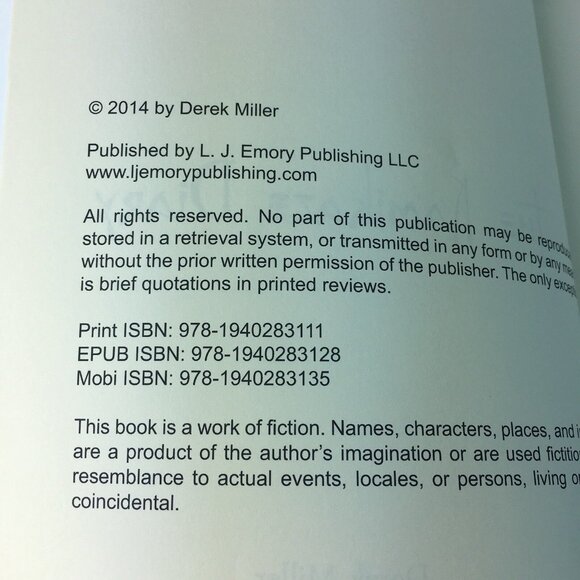 © 2014 by Derek Miller
Published by L. J. Emory Publishing LLC
www.ljemorypublishing.com
All rights reserved. No part of this publication may be reproduc
stored in a retrieval system, or transmitted in any form or by any mea
without the prior written permission of the publisher. The only excep
is brief quotations in printed reviews.
Print ISBN: 978-1940283111
EPUB ISBN: 978-1940283128
Mobi ISBN: 978-1940283135
This book is a work of fiction. Names, characters, places, and i
are a product of the author's imagination or are used fictitio
resemblance to actual events, locales, or persons, living o
coincidental.